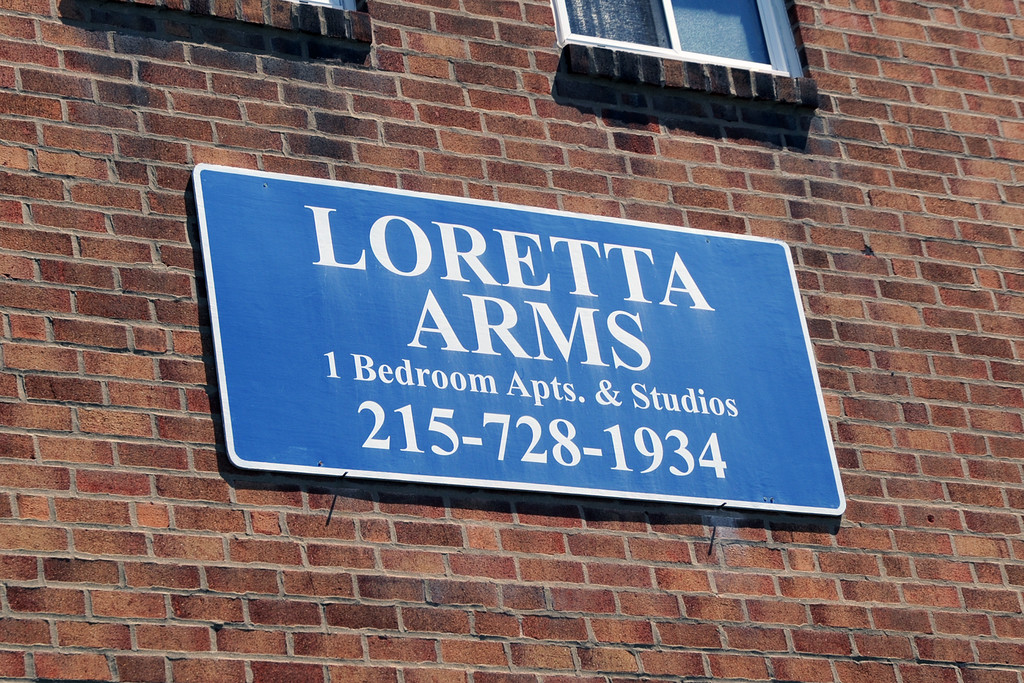 LORETTA
ARMS
1 Bedroom Apts. & Studios
215-728-1934